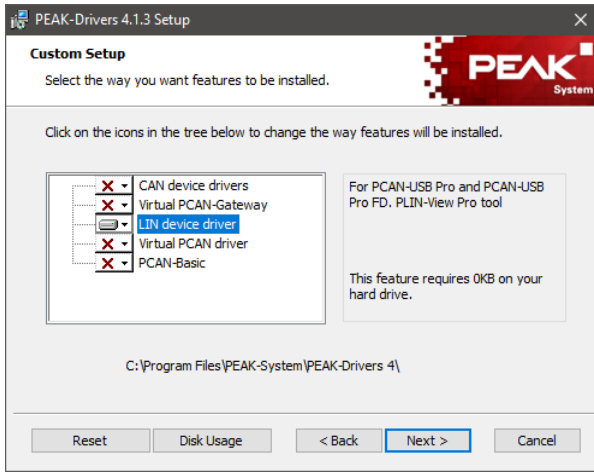 PEAK-Drivers 4.1.3 Setup
Custom Setup
Select the way you want features to be installed.
PEAK
System
Click on the icons in the tree below to change the way features will be installed.
CAN device drivers
Virtual PCAN-Gateway
LIN device driver
Virtual PCAN driver
PCAN-Basic
For PCAN-USB Pro and PCAN-USB
Pro FD. PLIN-View Pro tool
This feature requires 0KB on your
hard drive.
C:\Program Files\PEAK-System\PEAK-Drivers 4\
Reset
Disk Usage
< Back
Next >
Cancel